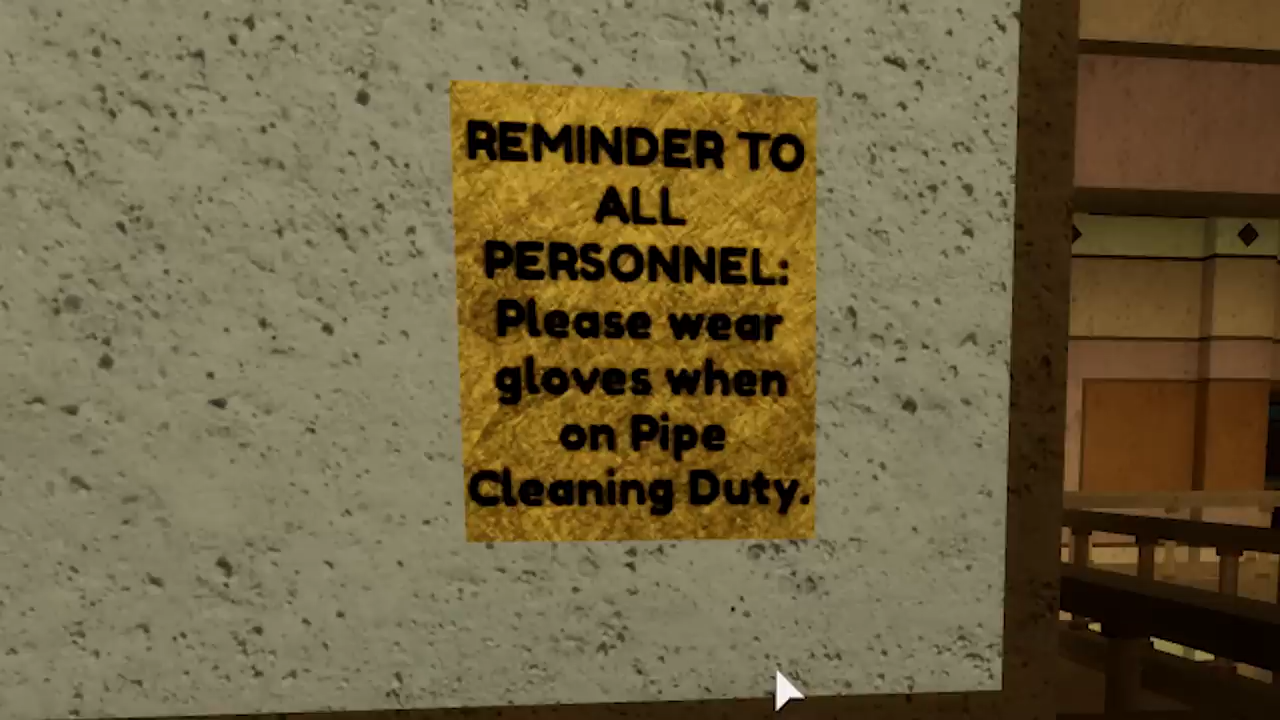 REMINDER TO
ALL
PERSONNEL:
Please wear
gloves when
on Pipe
Cleaning Duty.